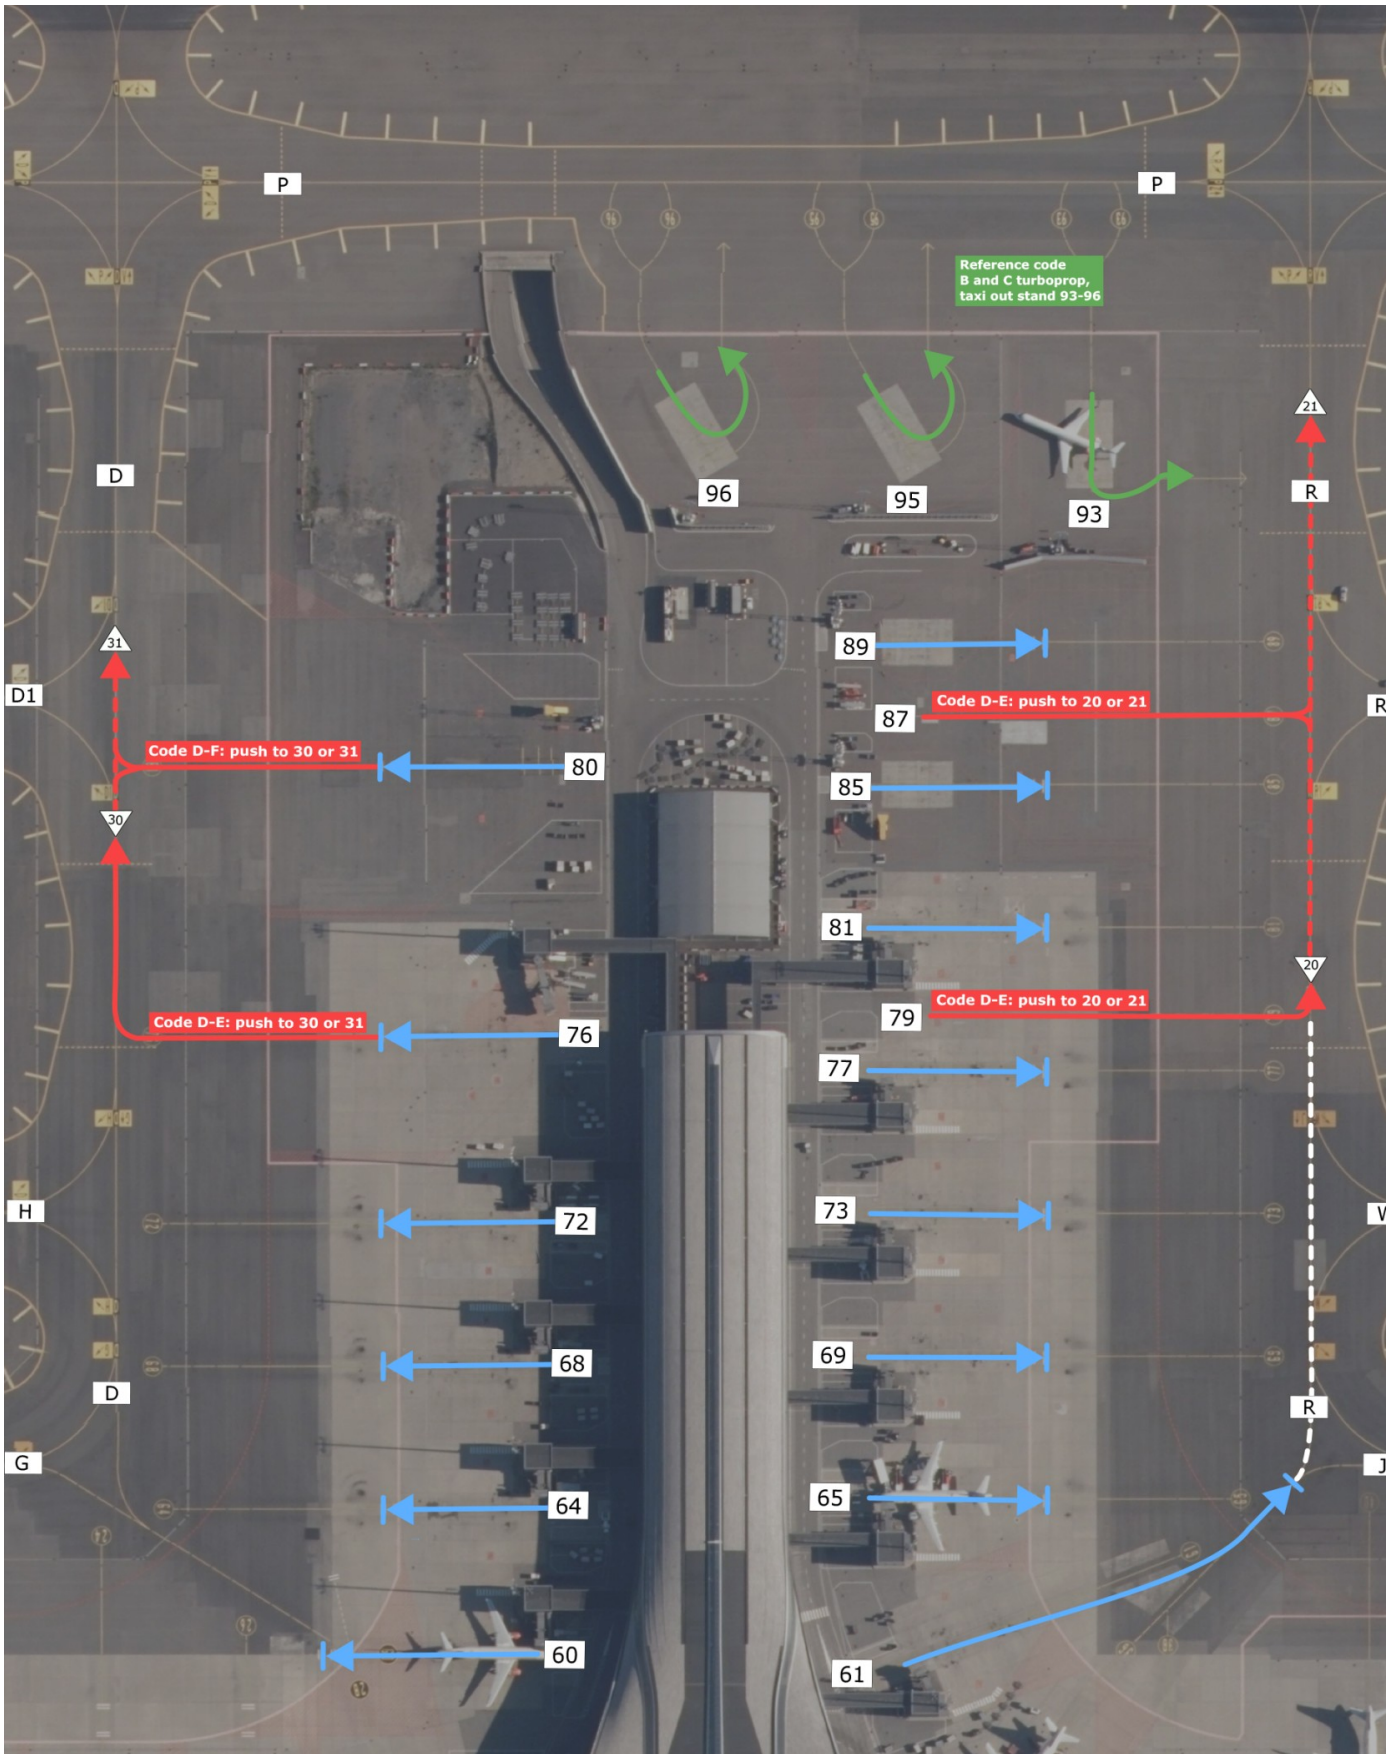 P
P
Reference code
B and C turboprop,
taxi out stand 93-96
21
D
96
95
93
R
31
89
D1
Code D-E: push to 20 or 21
87
R
Code D-F: push to 30 or 31
80
85
30
81
20
Code D-E: push to 20 or 21
79
Code D-E: push to 30 or 31
76
77
H
72
73
W
68
69
D
R
G
J
64
65
60
61